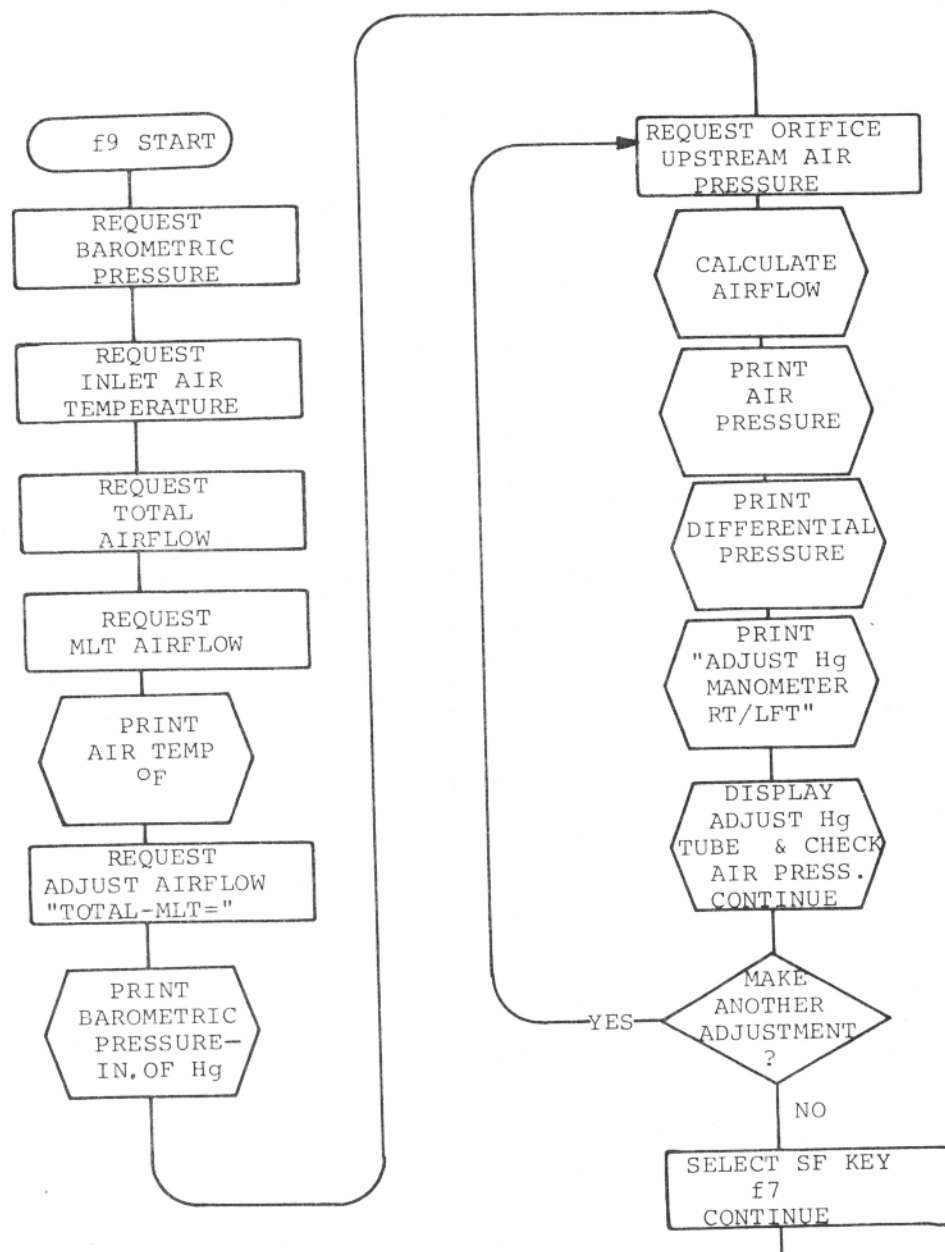 f9 START
REQUEST
BAROMETRIC
PRESSURE
REQUEST
INLET AIR
TEMPERATURE
REQUEST
TOTAL
AIRFLOW
REQUEST
MLT AIRFLOW
PRINT
AIR TEMP
°F
REQUEST
ADJUST AIRFLOW
"TOTAL-MLT="
PRINT
BAROMETRIC
PRESSURE-
IN. OF Hg
REQUEST ORIFICE
UPSTREAM AIR
PRESSURE
CALCULATE
AIRFLOW
PRINT
AIR
PRESSURE
PRINT
DIFFERENTIAL
PRESSURE
PRINT
"ADJUST Hg
MANOMETER
RT/LFT"
DISPLAY
ADJUST Hg
TUBE & CHECK
AIR PRESS.
CONTINUE
MAKE
ANOTHER
ADJUSTMENT
?
YES
NO
SELECT SF KEY
f7
CONTINUE